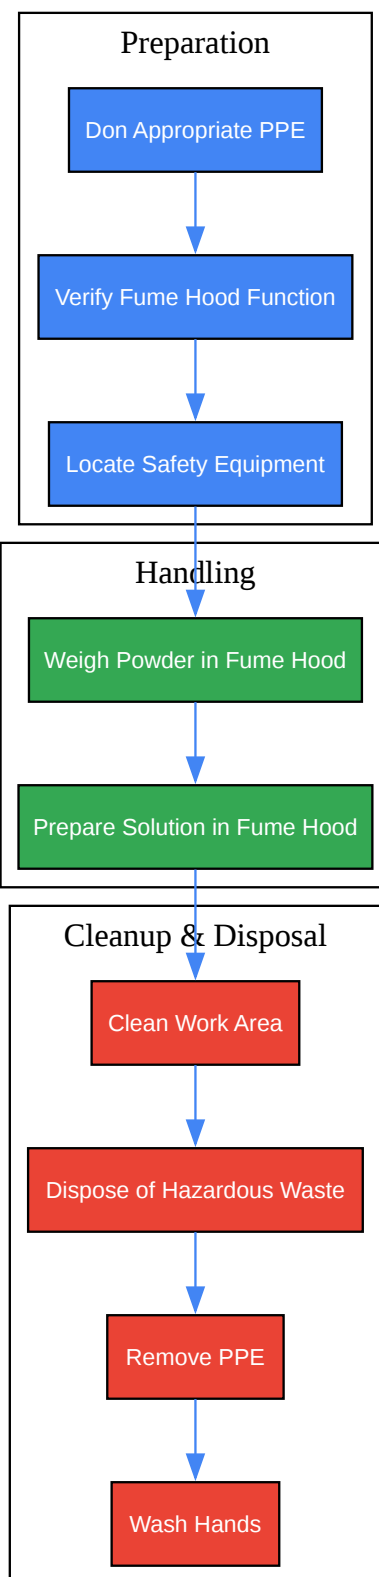 Preparation
Don Appropriate PPE
Verify Fume Hood Function
Locate Safety Equipment
Handling
Weigh Powder in Fume Hood
Prepare Solution in Fume Hood
Cleanup & Disposal
Clean Work Area
Dispose of Hazardous Waste
Remove PPE
Wash Hands